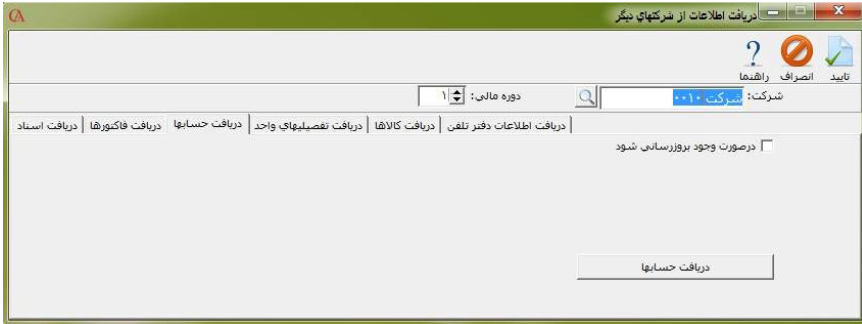 دریافت اطلاعات از شرکتهای دیگر
تایید انصراف راهنما ?
شرکت: شرکت ۰۰۱۰ دوره مالی: ۱
دریافت اطلاعات دفتر تلفن دریافت کالاها دریافت تفصیلیهای واحد دریافت حسابها دریافت فاکتورها دریافت اسناد
درصورت وجود بروزرسانی شود
دریافت حسابها